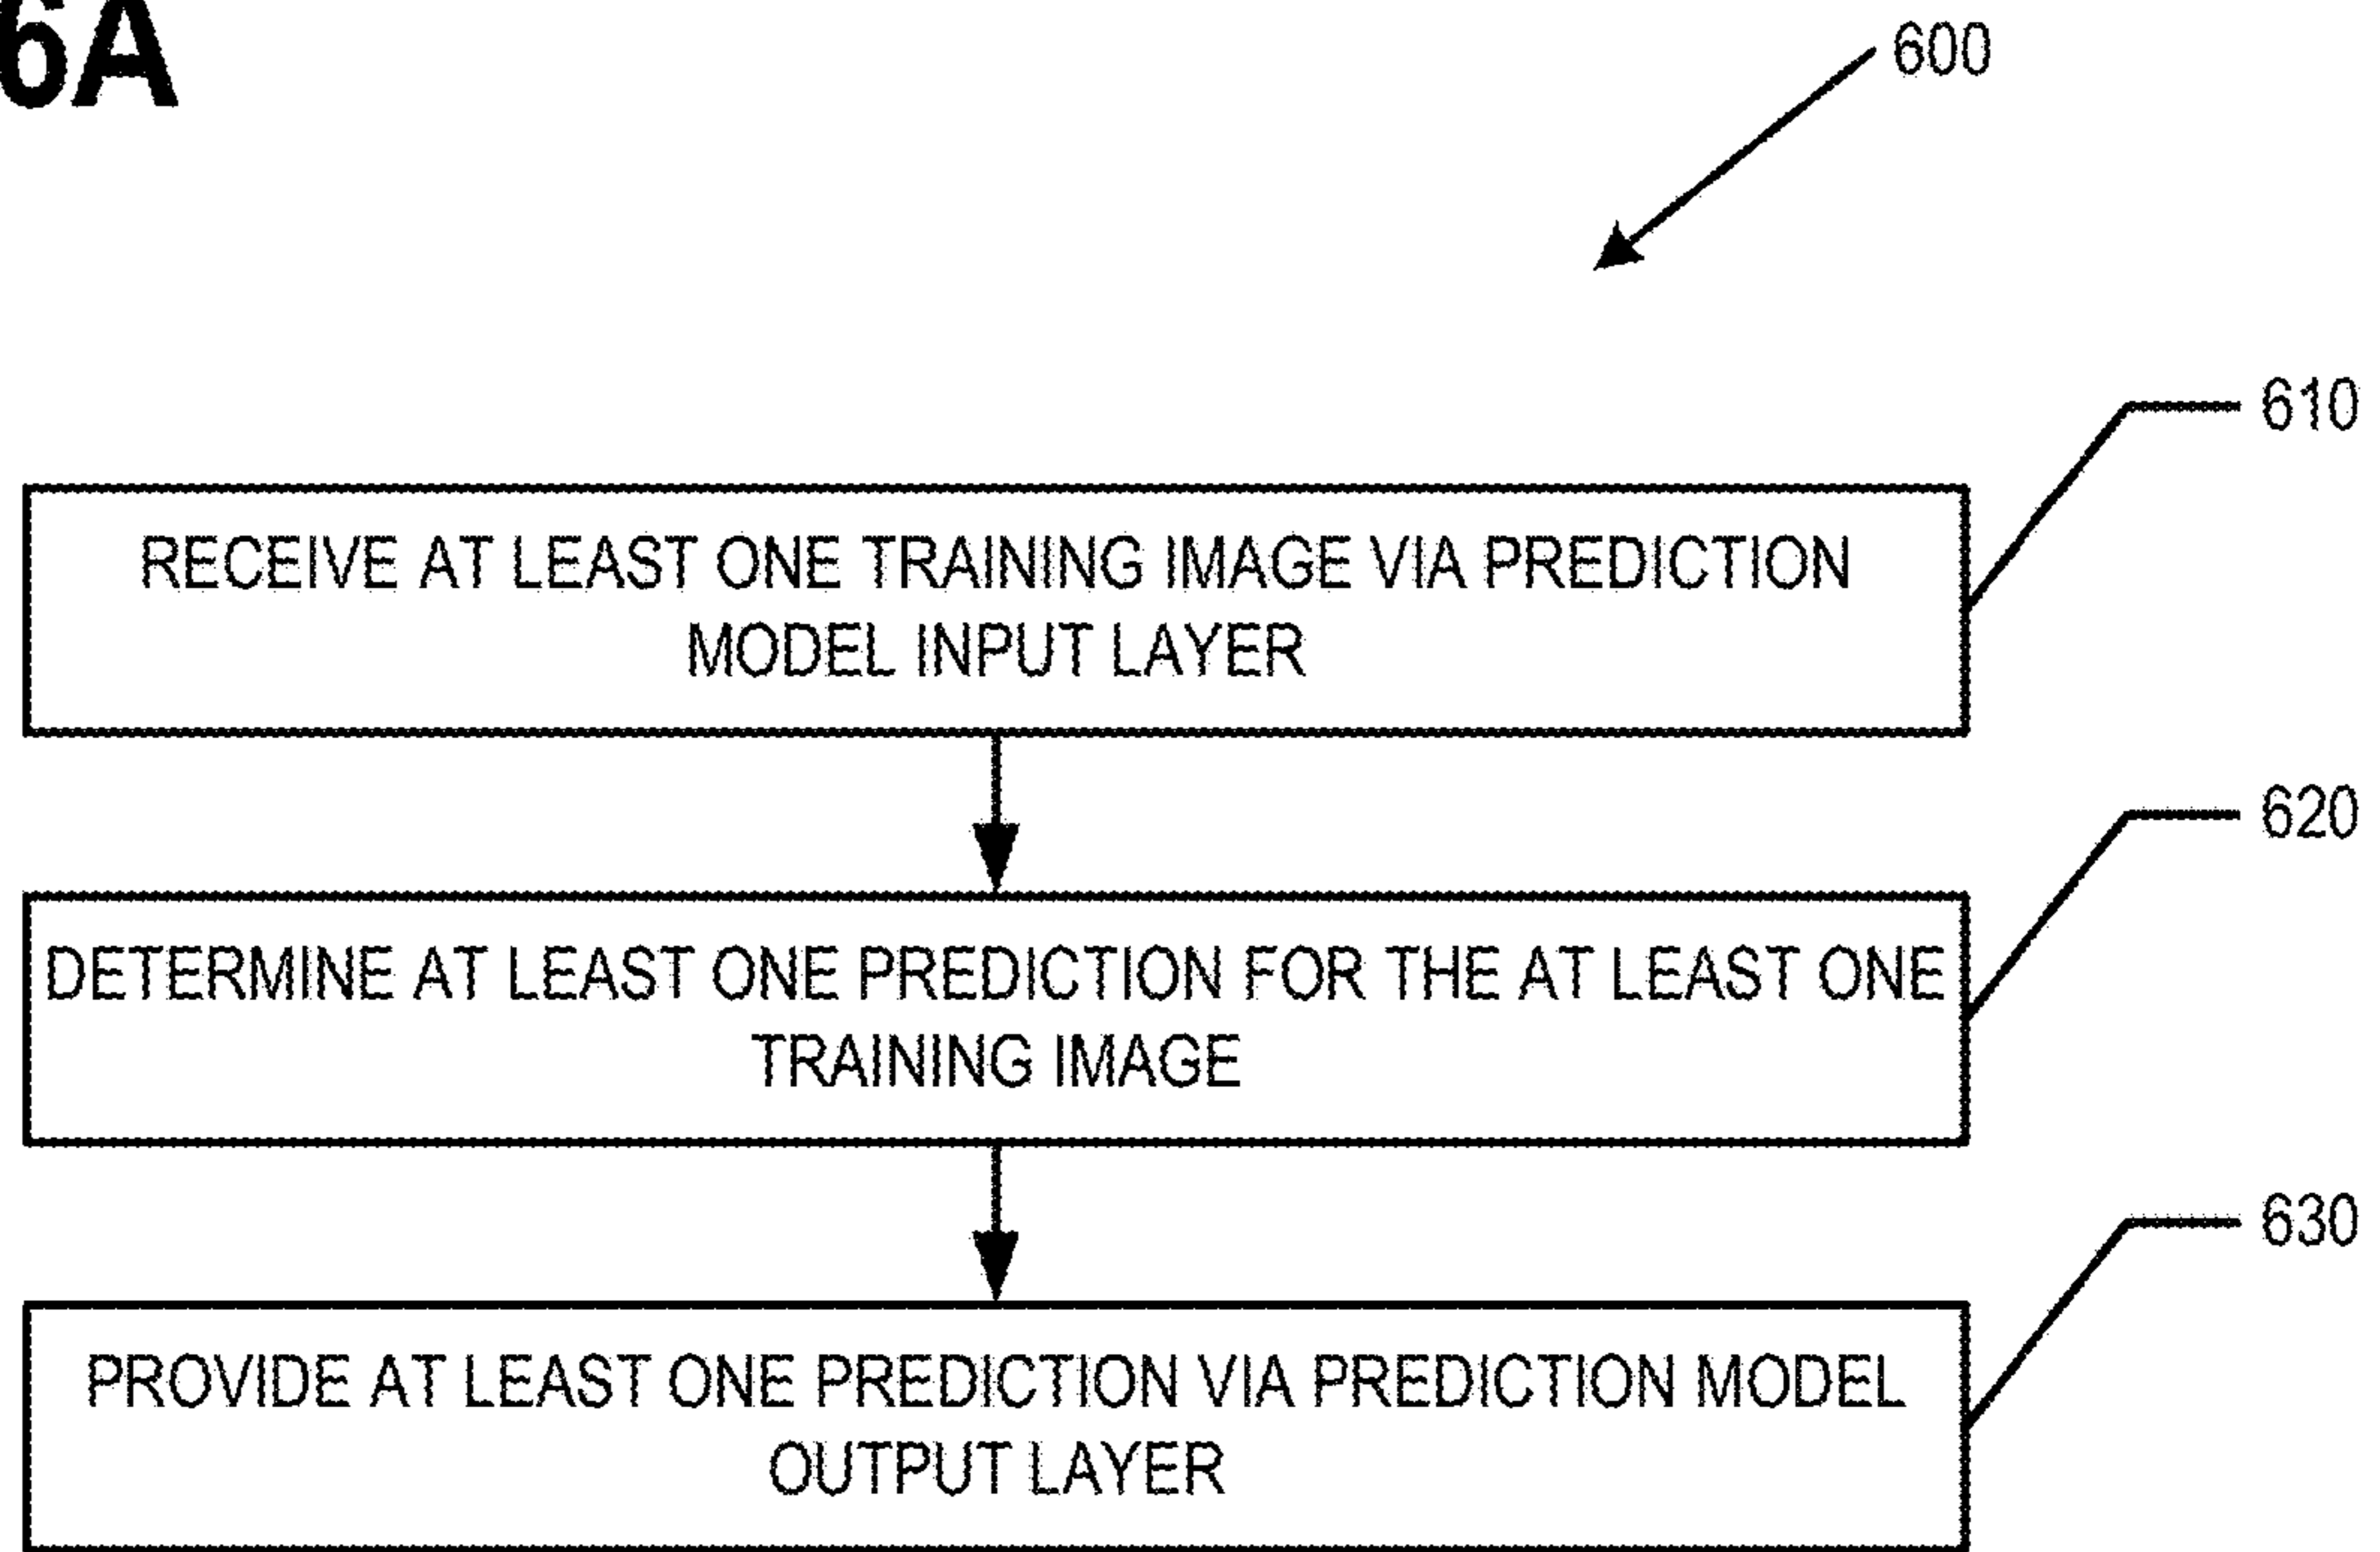 6A
600
610
RECEIVE AT LEAST ONE TRAINING IMAGE VIA PREDICTION
MODEL INPUT LAYER
620
DETERMINE AT LEAST ONE PREDICTION FOR THE AT LEAST ONE
TRAINING IMAGE
630
PROVIDE AT LEAST ONE PREDICTION VIA PREDICTION MODEL
OUTPUT LAYER